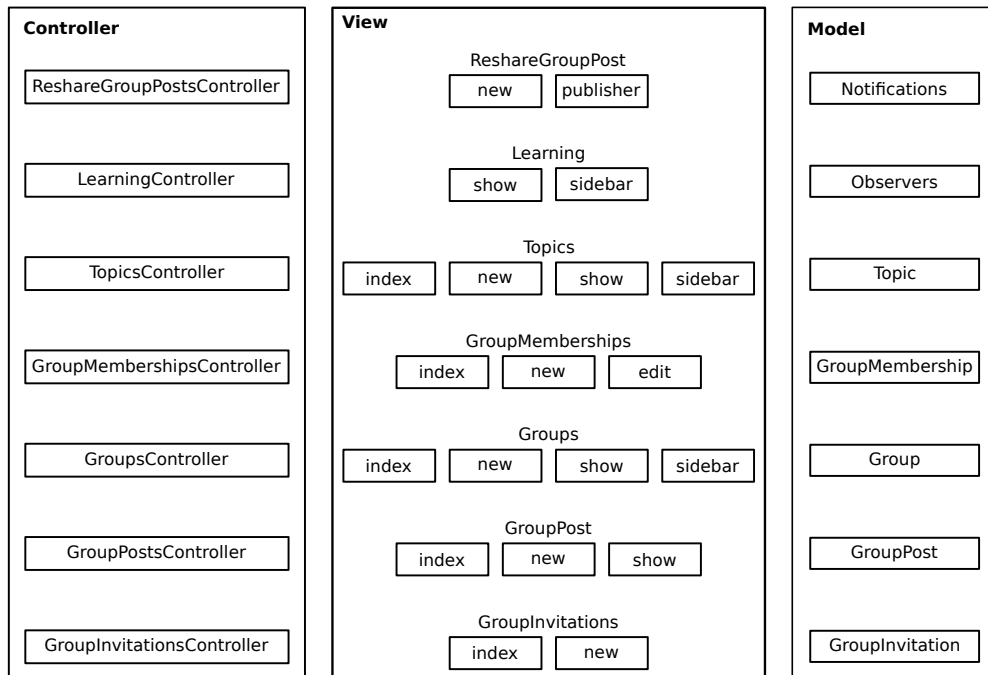 Controller
ReshareGroupPostsController
LearningController
TopicsController
GroupMembershipsController
GroupsController
GroupPostsController
GroupInvitationsController
View
ReshareGroupPost
new publisher
Learning
show sidebar
Topics
index new show sidebar
GroupMemberships
index new edit
Groups
index new show sidebar
GroupPost
index new show
GroupInvitations
index new
Model
Notifications
Observers
Topic
GroupMembership
Group
GroupPost
GroupInvitation